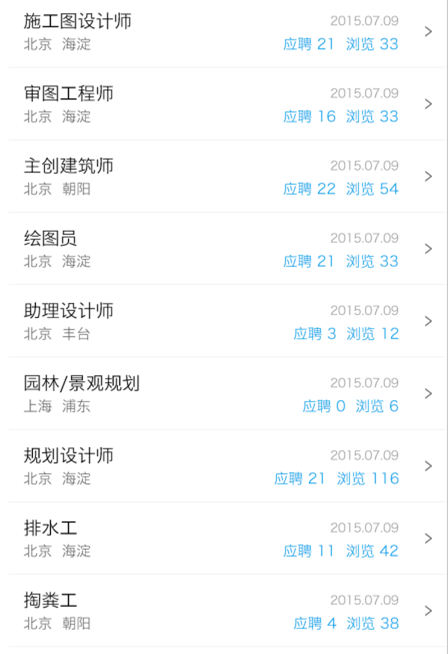 施工图设计师 2015.07.09
北京 海淀 应聘 21 浏览 33
审图工程师 2015.07.09
北京 海淀 应聘 16 浏览 33
主创建筑师 2015.07.09
北京 朝阳 应聘 22 浏览 54
绘图员 2015.07.09
北京 海淀 应聘 21 浏览 33
助理设计师 2015.07.09
北京 丰台 应聘 3 浏览 12
园林/景观规划 2015.07.09
上海 浦东 应聘 0 浏览 6
规划设计师 2015.07.09
北京 海淀 应聘 21 浏览 116
排水工 2015.07.09
北京 海淀 应聘 11 浏览 42
掏粪工 2015.07.09
北京 朝阳 应聘 4 浏览 38